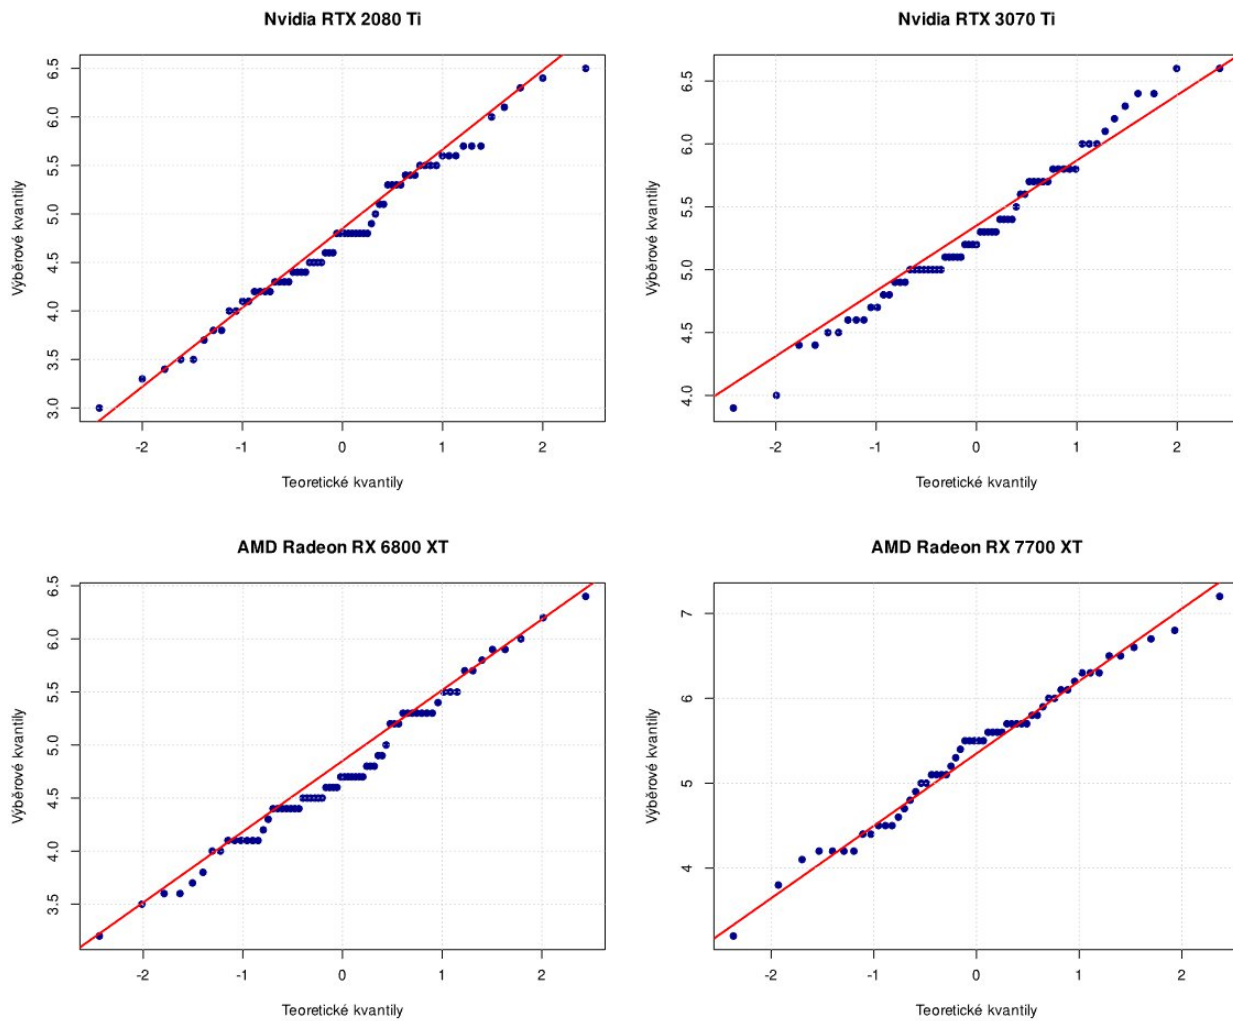 Nvidia RTX 2080 Ti
Výběrové kvantily
6.5
6.0
5.5
5.0
4.5
4.0
3.5
3.0
-2 -1 0 1 2
Teoretické kvantily
Nvidia RTX 3070 Ti
Výběrové kvantily
6.5
6.0
5.5
5.0
4.5
4.0
-2 -1 0 1 2
Teoretické kvantily
AMD Radeon RX 6800 XT
Výběrové kvantily
6.5
6.0
5.5
5.0
4.5
4.0
3.5
-2 -1 0 1 2
Teoretické kvantily
AMD Radeon RX 7700 XT
Výběrové kvantily
7
6
5
4
-2 -1 0 1 2
Teoretické kvantily